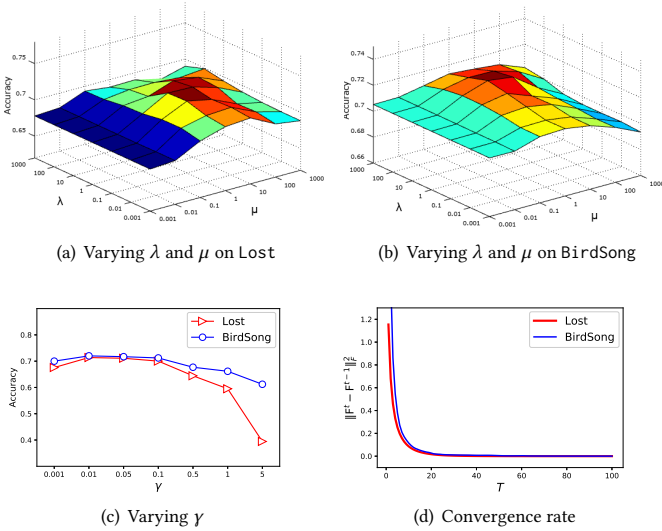 0.75
0.7
0.65
Accuracy
1000
100
10
1
0.1
0.01
0.001
λ
0.001
0.01
0.1
1
10
100
1000
μ
(a) Varying λ and μ on Lost
0.74
0.72
0.7
0.68
0.66
Accuracy
1000
100
10
1
0.1
0.01
0.001
λ
0.001
0.01
0.1
1
10
100
1000
μ
(b) Varying λ and μ on BirdSong
Lost
BirdSong
0.8
0.7
0.6
0.5
0.4
Accuracy
0.001 0.01 0.05 0.1 0.5 1 5
γ
(c) Varying γ
Lost
BirdSong
1.2
1.0
0.8
0.6
0.4
0.2
0.0
‖F^t − F^{t−1}‖²_F
0 20 40 60 80 100
T
(d) Convergence rate